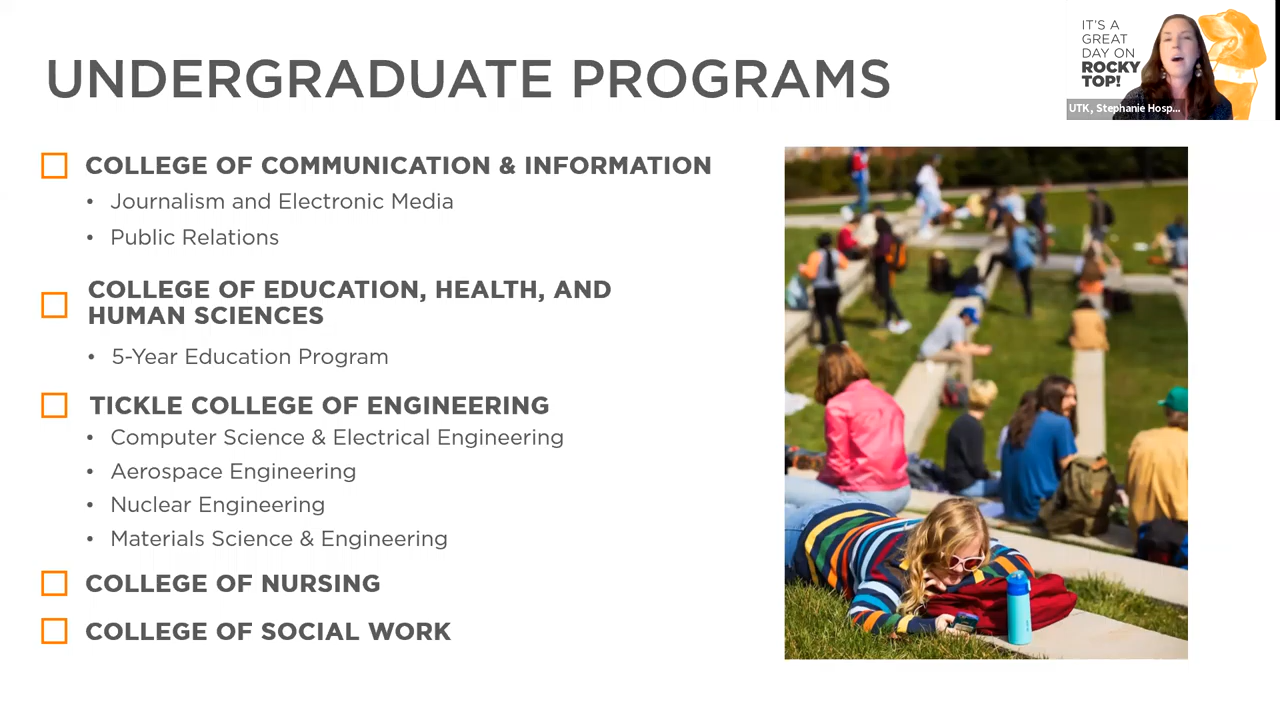 UNDERGRADUATE PROGRAMS
IT'S A
GREAT
DAY ON
ROCKY
TOP!
UTK, Stephanie Hosp...
COLLEGE OF COMMUNICATION & INFORMATION
• Journalism and Electronic Media
• Public Relations
COLLEGE OF EDUCATION, HEALTH, AND
HUMAN SCIENCES
• 5-Year Education Program
TICKLE COLLEGE OF ENGINEERING
• Computer Science & Electrical Engineering
• Aerospace Engineering
• Nuclear Engineering
• Materials Science & Engineering
COLLEGE OF NURSING
COLLEGE OF SOCIAL WORK